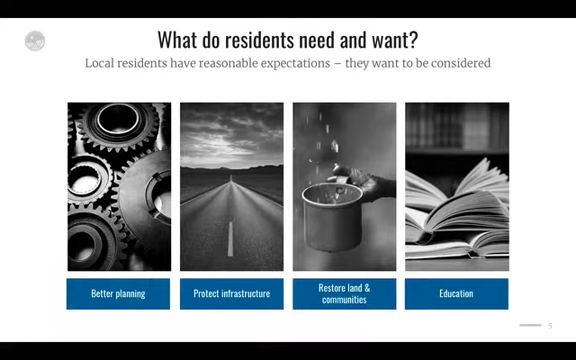 What do residents need and want?
Local residents have reasonable expectations – they want to be considered
Better planning
Protect infrastructure
Restore land &
communities
Education
5